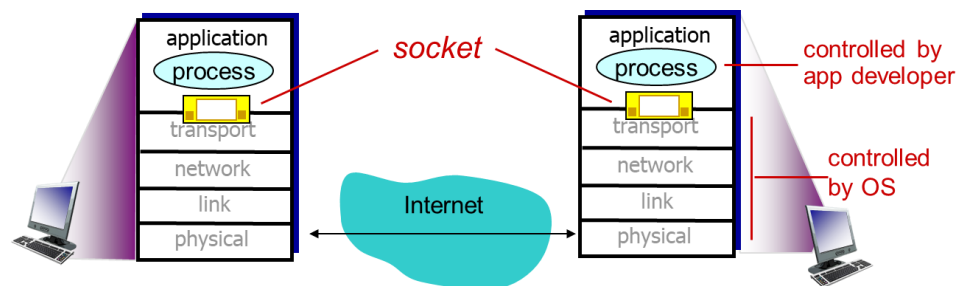 application
process
transport
network
link
physical
socket
Internet
application
process
transport
network
link
physical
controlled by
app developer
controlled
by OS